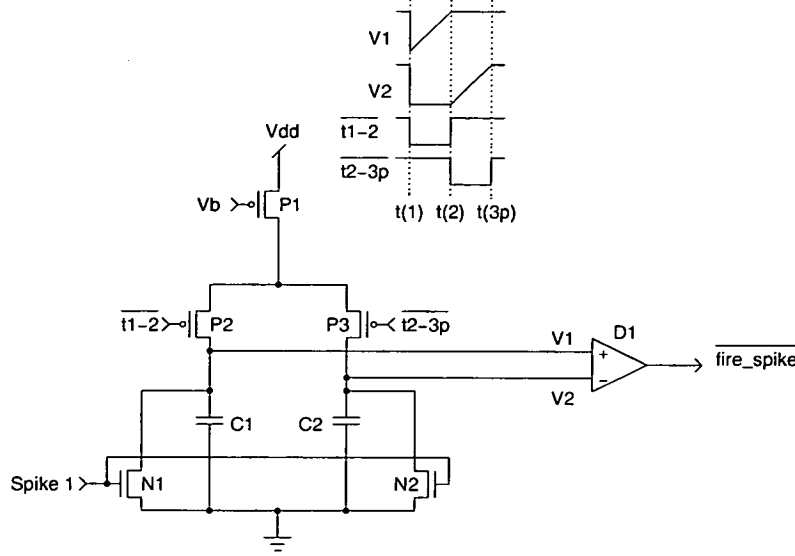 V1
V2
t1-2
t2-3p
t(1) t(2) t(3p)
Vdd
Vb P1
t1-2 P2 P3 t2-3p
V1 D1
+
fire_spike
−
V2
C1 C2
Spike 1 N1 N2